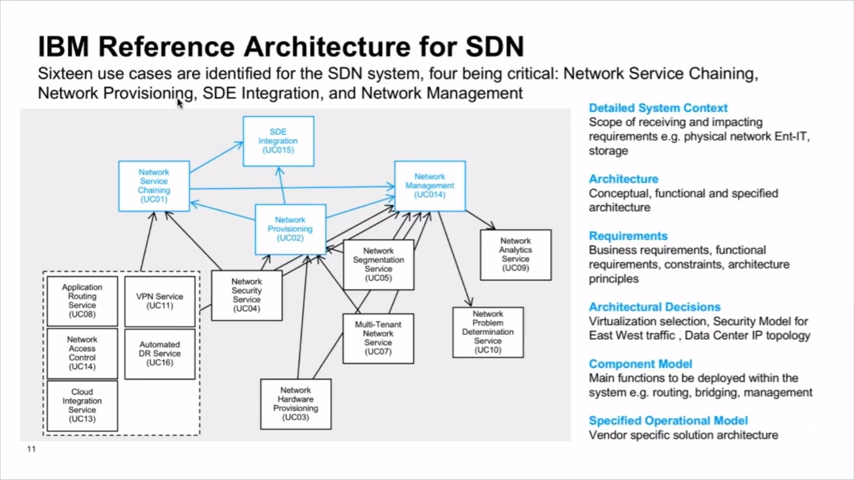 IBM Reference Architecture for SDN
Sixteen use cases are identified for the SDN system, four being critical: Network Service Chaining,
Network Provisioning, SDE Integration, and Network Management
SDE
Integration
(UC015)
Network
Service
Chaining
(UC01)
Network
Management
(UC014)
Network
Provisioning
(UC02)
Network
Analytics
Service
(UC09)
Network
Segmentation
Service
(UC05)
Network
Security
Service
(UC04)
Application
Routing
Service
(UC08)
VPN Service
(UC11)
Network
Access
Control
(UC14)
Automated
DR Service
(UC16)
Cloud
Integration
Service
(UC13)
Multi-Tenant
Network
Service
(UC07)
Network
Problem
Determination
Service
(UC10)
Network
Hardware
Provisioning
(UC03)
Detailed System Context
Scope of receiving and impacting
requirements e.g. physical network Ent-IT,
storage
Architecture
Conceptual, functional and specified
architecture
Requirements
Business requirements, functional
requirements, constraints, architecture
principles
Architectural Decisions
Virtualization selection, Security Model for
East West traffic , Data Center IP topology
Component Model
Main functions to be deployed within the
system e.g. routing, bridging, management
Specified Operational Model
Vendor specific solution architecture
11